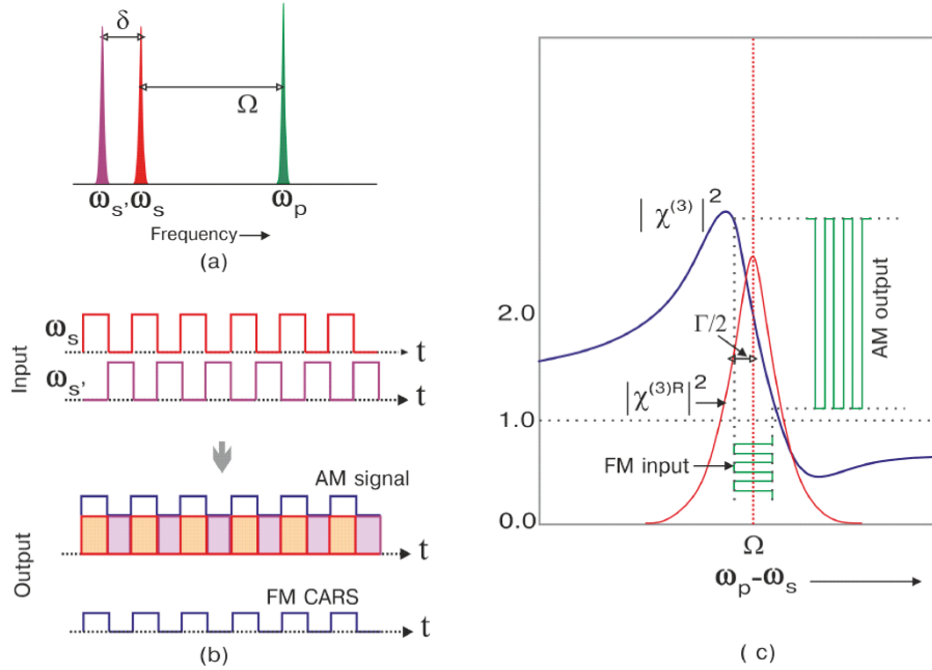 δ
Ω
ωs' ωs
ωp
Frequency
(a)
Input
ωs
t
ωs'
t
AM signal
t
Output
FM CARS
t
(b)
| χ(3) |2
AM output
2.0
Γ/2
| χ(3)R |2
1.0
FM input
0.0
Ω
ωp-ωs
( c)